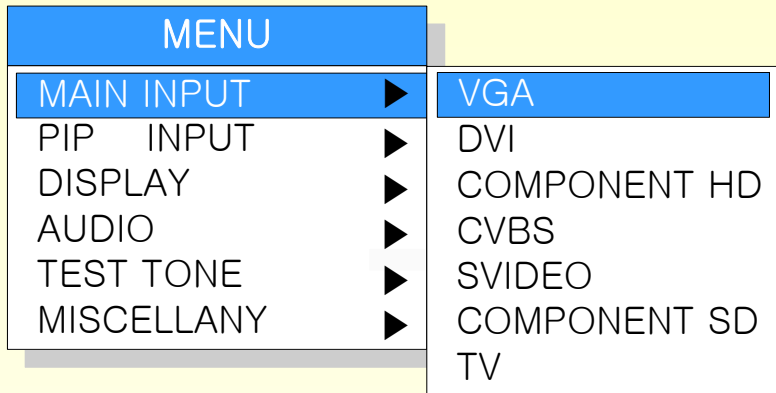 MENU
MAIN INPUT ▶
PIP INPUT ▶
DISPLAY ▶
AUDIO ▶
TEST TONE ▶
MISCELLANY ▶
VGA
DVI
COMPONENT HD
CVBS
SVIDEO
COMPONENT SD
TV